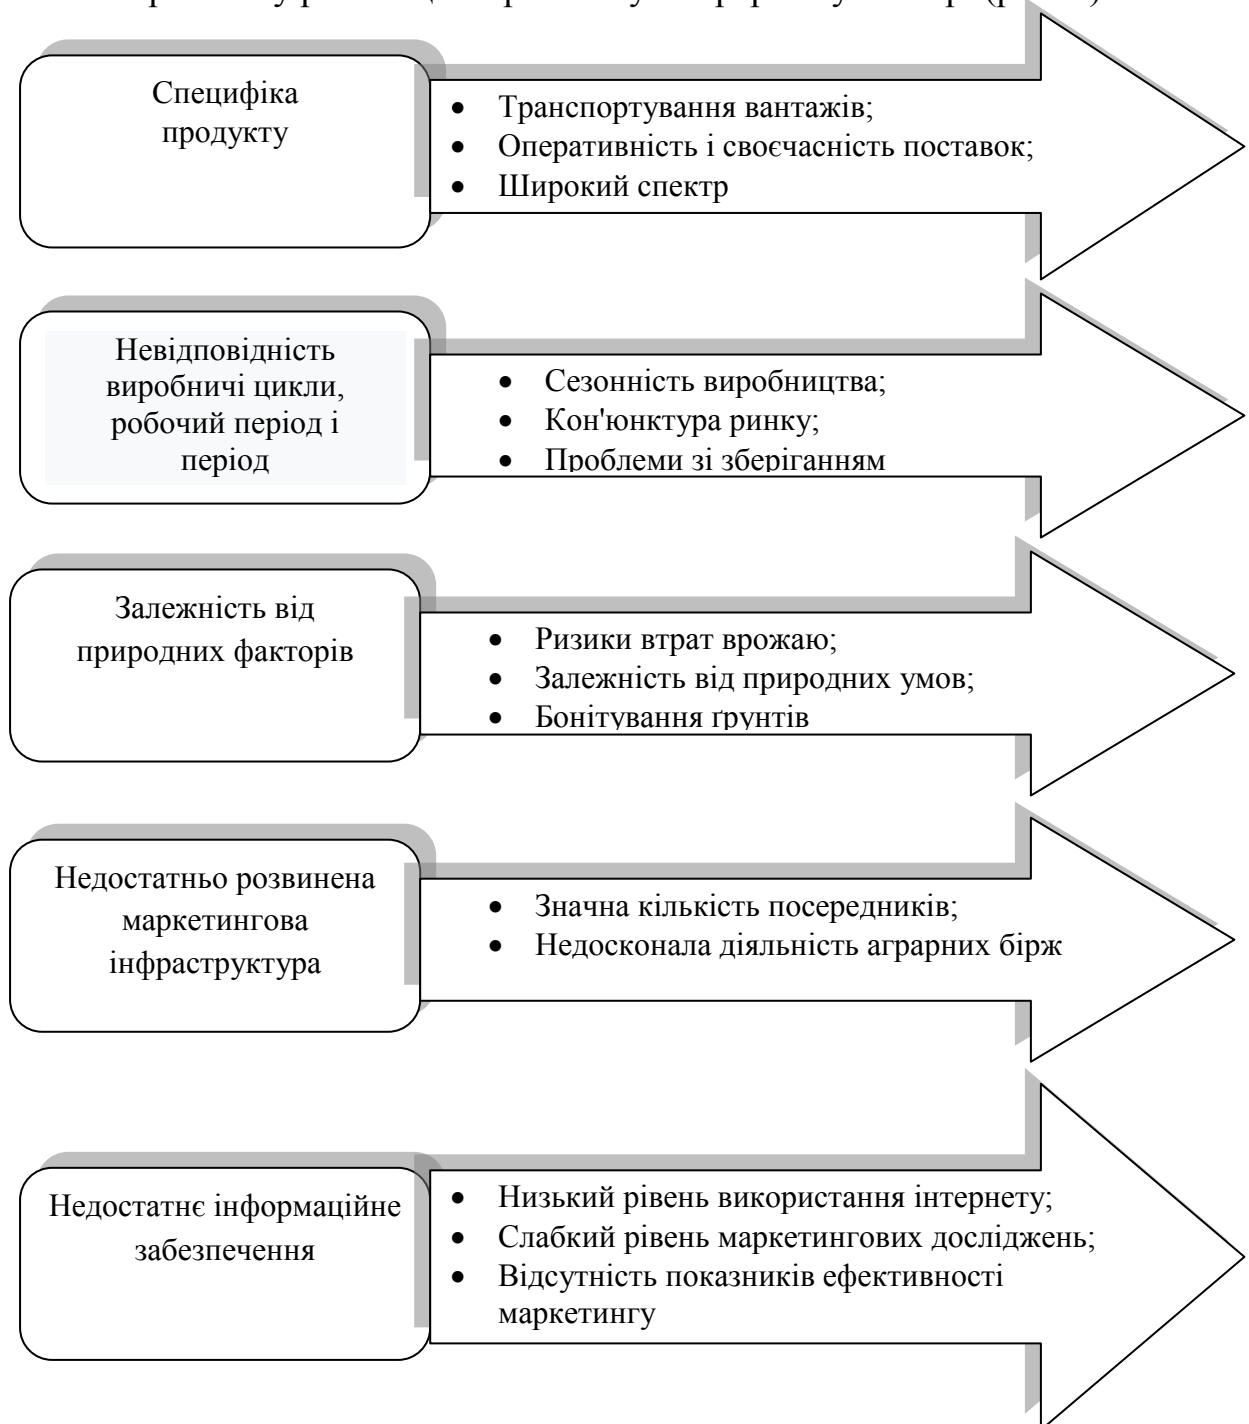 Специфіка
продукту
• Транспортування вантажів;
• Оперативність і своєчасність поставок;
• Широкий спектр
Невідповідність
виробничі цикли,
робочий період і
період
• Сезонність виробництва;
• Кон'юнктура ринку;
• Проблеми зі зберіганням
Залежність від
природних факторів
• Ризики втрат врожаю;
• Залежність від природних умов;
• Бонітування ґрунтів
Недостатньо розвинена
маркетингова
інфраструктура
• Значна кількість посередників;
• Недосконала діяльність аграрних бірж
Недостатнє інформаційне
забезпечення
• Низький рівень використання інтернету;
• Слабкий рівень маркетингових досліджень;
• Відсутність показників ефективності
маркетингу